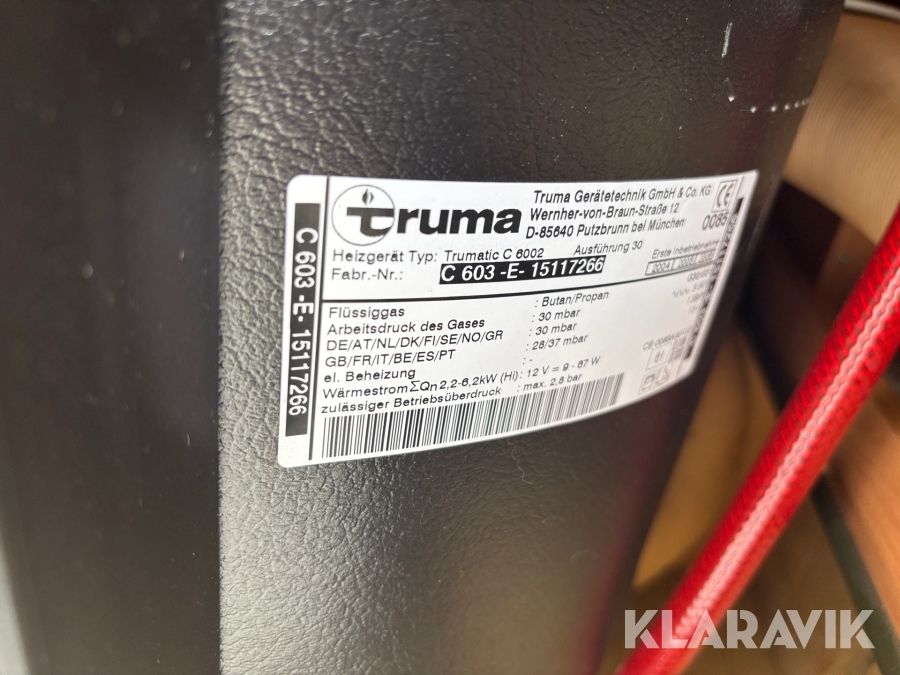 truma
Truma Gerätetechnik GmbH & Co. KG
Wernher-von-Braun-Straße 12
D-85640 Putzbrunn bei München
CE
0085
Heizgerät Typ: Trumatic C 6002 Ausführung 30
Erste Inbetriebnahme
Fabr.-Nr.: C 603 -E- 15117266
2004
Flüssiggas : Butan/Propan
Arbeitsdruck des Gases : 30 mbar
DE/AT/NL/DK/FI/SE/NO/GR : 30 mbar
GB/FR/IT/BE/ES/PT : 28/37 mbar
el. Beheizung : -
Wärmestrom ΣQn 2,2-6,2kW (Hi): 12 V = 9 - 67 W
zulässiger Betriebsüberdruck : max. 2,8 bar
C 603 -E- 15117266
KLARAVIK